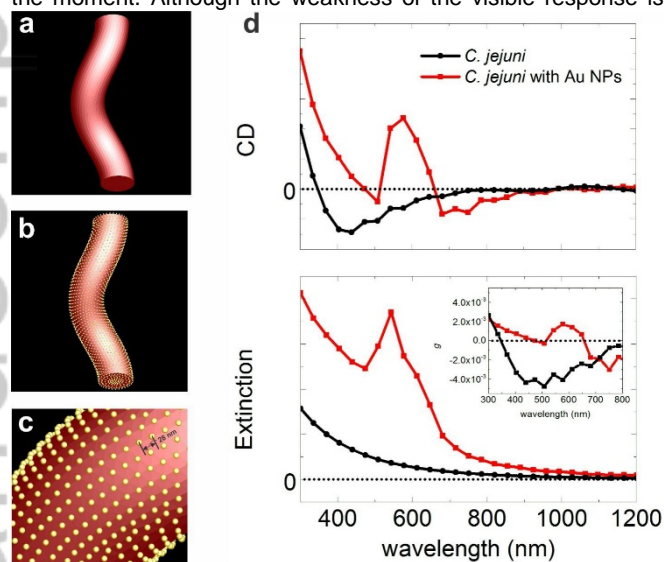 the moment. Although the weakness of the visible response is
a
b
c
28 nm
d
C. jejuni
C. jejuni with Au NPs
CD
0
Extinction
0
4.0x10⁻³
2.0x10⁻³
0.0
-2.0x10⁻³
-4.0x10⁻³
g
300 400 500 600 700 800
wavelength (nm)
400 600 800 1000 1200
wavelength (nm)